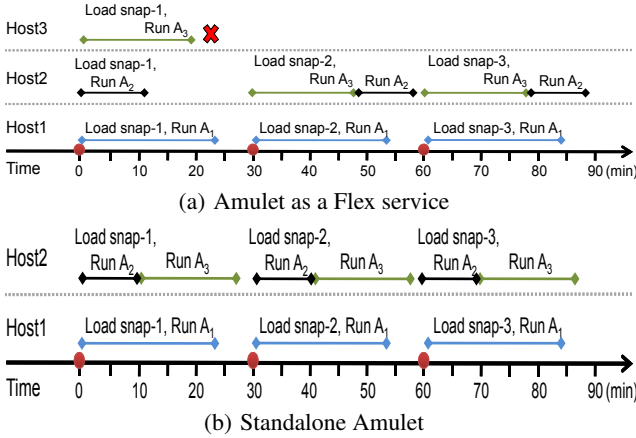 Load snap-1,
Host3 Run A3
Load snap-1, Load snap-2, Load snap-3,
Host2 Run A2 Run A3 Run A2 Run A3 Run A2
Host1 Load snap-1, Run A1 Load snap-2, Run A1 Load snap-3, Run A1
Time 0 10 20 30 40 50 60 70 80 90 (min)
(a) Amulet as a Flex service
Load snap-1, Load snap-2, Load snap-3,
Host2 Run A2 Run A3 Run A2 Run A3 Run A2 Run A3
Host1 Load snap-1, Run A1 Load snap-2, Run A1 Load snap-3, Run A1
Time 0 10 20 30 40 50 60 70 80 90 (min)
(b) Standalone Amulet